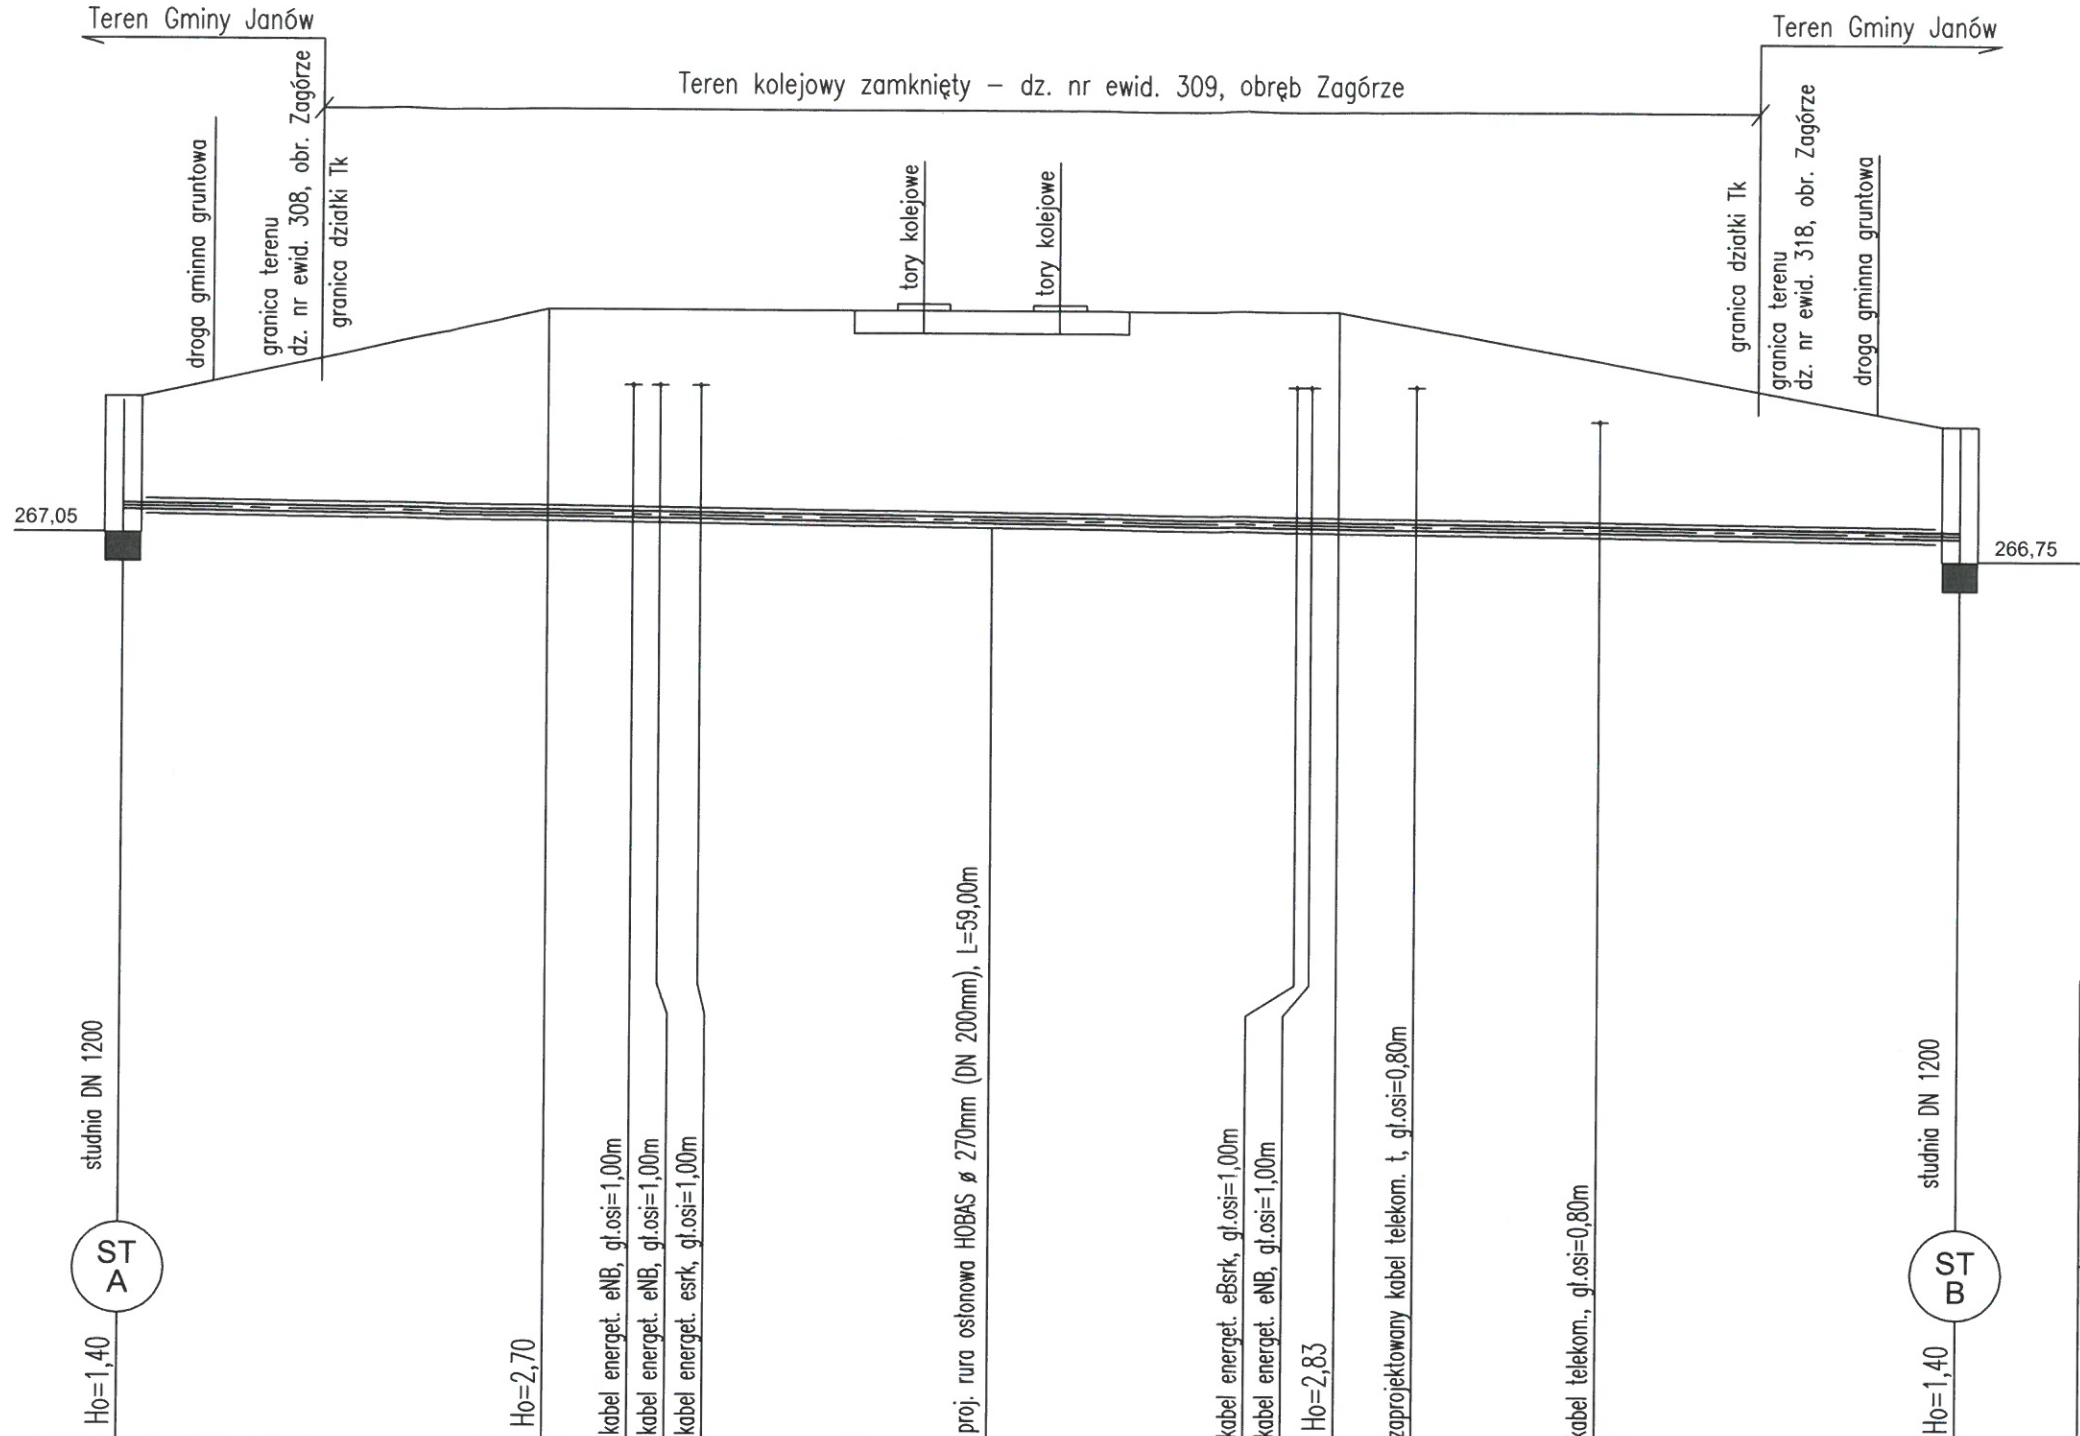 Teren Gminy Janów
Teren Gminy Janów
Teren kolejowy zamknięty – dz. nr ewid. 309, obręb Zagórze
droga gminna gruntowa
granica terenu
dz. nr ewid. 308, obr. Zagórze
granica działki Tk
tory kolejowe
tory kolejowe
granica działki Tk
granica terenu
dz. nr ewid. 318, obr. Zagórze
droga gminna gruntowa
267,05
266,75
studnia DN 1200
ST
A
Ho=1,40
Ho=2,70
kabel energet. eNB, gł.osi=1,00m
kabel energet. eNB, gł.osi=1,00m
kabel energet. esrk, gł.osi=1,00m
proj. rura osłonowa HOBAS ø 270mm (DN 200mm), L=59,00m
kabel energet. eBsrk, gł.osi=1,00m
kabel energet. eNB, gł.osi=1,00m
Ho=2,83
zaprojektowany kabel telekom. t, gł.osi=0,80m
kabel telekom., gł.osi=0,80m
studnia DN 1200
ST
B
Ho=1,40